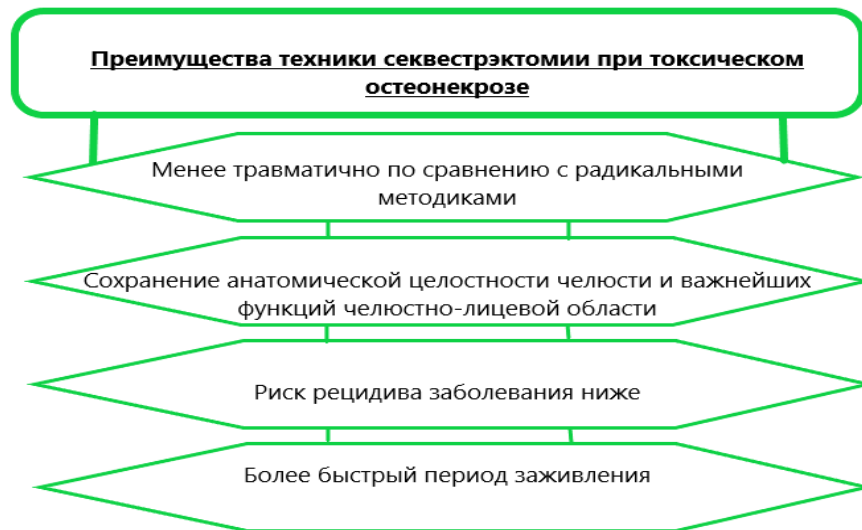 Преимущества техники секвестрэктомии при токсическом
остеонекрозе
Менее травматично по сравнению с радикальными
методиками
Сохранение анатомической целостности челюсти и важнейших
функций челюстно-лицевой области
Риск рецидива заболевания ниже
Более быстрый период заживления